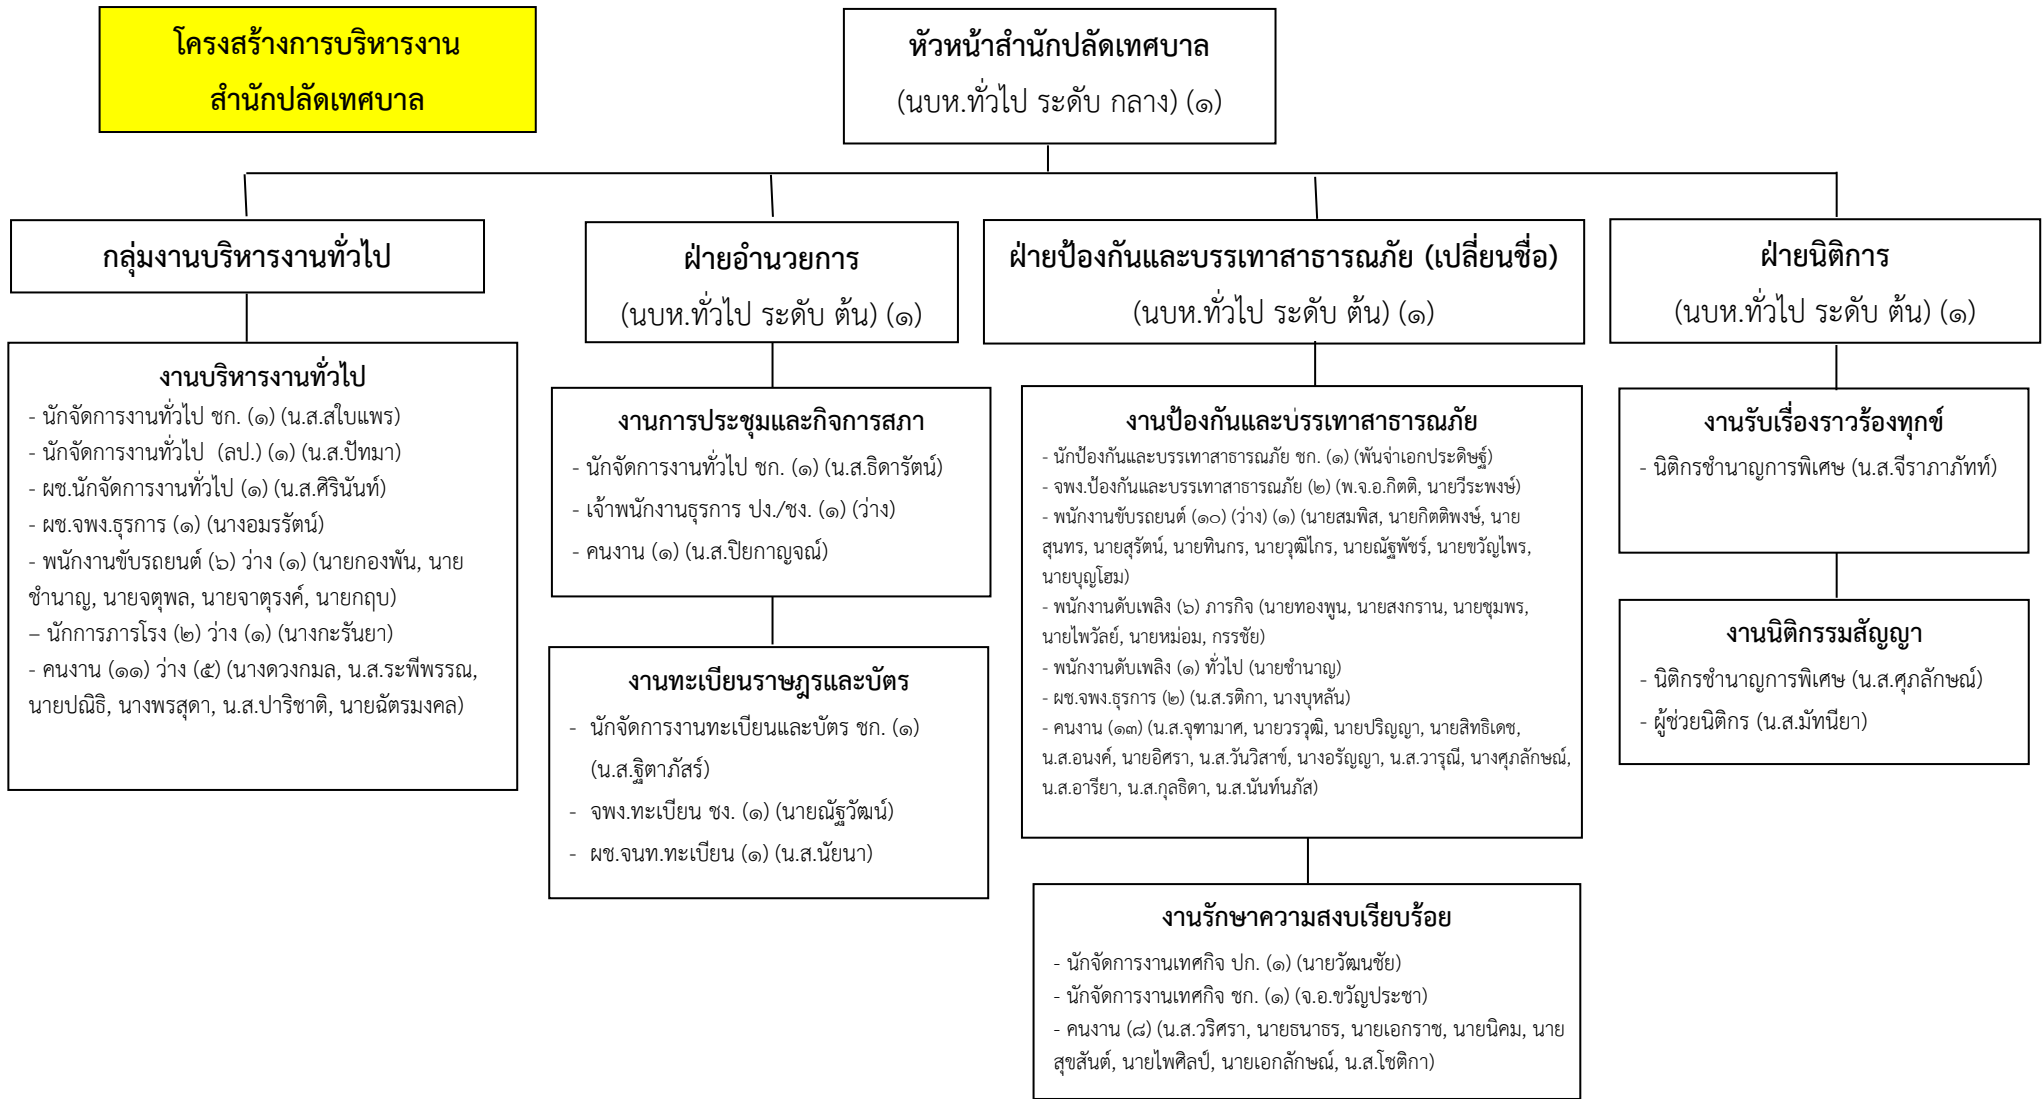 โครงสร้างการบริหารงาน
สำนักปลัดเทศบาล
หัวหน้าสำนักปลัดเทศบาล
(นบห.ทั่วไป ระดับ กลาง) (๑)
กลุ่มงานบริหารงานทั่วไป
งานบริหารงานทั่วไป
- นักจัดการงานทั่วไป ชก. (๑) (น.ส.สใบแพร)
- นักจัดการงานทั่วไป (ลป.) (๑) (น.ส.ปัทมา)
- ผช.นักจัดการงานทั่วไป (๑) (น.ส.ศิรินันท์)
- ผช.จพง.ธุรการ (๑) (นางอมรรัตน์)
- พนักงานขับรถยนต์ (๖) ว่าง (๑) (นายกองพัน, นาย
ชำนาญ, นายจตุพล, นายจาตุรงค์, นายกฤบ)
– นักการภารโรง (๒) ว่าง (๑) (นางกะรันยา)
- คนงาน (๑๑) ว่าง (๕) (นางดวงกมล, น.ส.ระพีพรรณ,
นายปณิธิ, นางพรสุดา, น.ส.ปาริชาติ, นายฉัตรมงคล)
ฝ่ายอำนวยการ
(นบห.ทั่วไป ระดับ ต้น) (๑)
งานการประชุมและกิจการสภา
- นักจัดการงานทั่วไป ชก. (๑) (น.ส.ธิดารัตน์)
- เจ้าพนักงานธุรการ ปง./ชง. (๑) (ว่าง)
- คนงาน (๑) (น.ส.ปิยกาญจณ์)
งานทะเบียนราษฎรและบัตร
- นักจัดการงานทะเบียนและบัตร ชก. (๑)
(น.ส.ฐิตาภัสร์)
- จพง.ทะเบียน ชง. (๑) (นายณัฐวัฒน์)
- ผช.จนท.ทะเบียน (๑) (น.ส.นัยนา)
ฝ่ายป้องกันและบรรเทาสาธารณภัย (เปลี่ยนชื่อ)
(นบห.ทั่วไป ระดับ ต้น) (๑)
งานป้องกันและบรรเทาสาธารณภัย
- นักป้องกันและบรรเทาสาธารณภัย ชก. (๑) (พันจ่าเอกประดิษฐ์)
- จพง.ป้องกันและบรรเทาสาธารณภัย (๒) (พ.จ.อ.กิตติ, นายวีระพงษ์)
- พนักงานขับรถยนต์ (๑๐) (ว่าง) (๑) (นายสมพิส, นายกิตติพงษ์, นาย
สุนทร, นายสุรัตน์, นายทินกร, นายวุฒิไกร, นายณัฐพัชร์, นายขวัญไพร,
นายบุญโฮม)
- พนักงานดับเพลิง (๖) ภารกิจ (นายทองพูน, นายสงกราน, นายชุมพร,
นายไพวัลย์, นายหม่อม, กรรชัย)
- พนักงานดับเพลิง (๑) ทั่วไป (นายชำนาญ)
- ผช.จพง.ธุรการ (๒) (น.ส.รติกา, นางบุหลัน)
- คนงาน (๑๓) (น.ส.จุฑามาศ, นายวรวุฒิ, นายปริญญา, นายสิทธิเดช,
น.ส.อนงค์, นายอิศรา, น.ส.วันวิสาข์, นางอรัญญา, น.ส.วารุณี, นางศุภลักษณ์,
น.ส.อารียา, น.ส.กุลธิดา, น.ส.นันท์นภัส)
งานรักษาความสงบเรียบร้อย
- นักจัดการงานเทศกิจ ปก. (๑) (นายวัฒนชัย)
- นักจัดการงานเทศกิจ ชก. (๑) (จ.อ.ขวัญประชา)
- คนงาน (๘) (น.ส.วริศรา, นายธนาธร, นายเอกราช, นายนิคม, นาย
สุขสันต์, นายไพศิลป์, นายเอกลักษณ์, น.ส.โชติกา)
ฝ่ายนิติการ
(นบห.ทั่วไป ระดับ ต้น) (๑)
งานรับเรื่องราวร้องทุกข์
- นิติกรชำนาญการพิเศษ (น.ส.จีราภาภัทท์)
งานนิติกรรมสัญญา
- นิติกรชำนาญการพิเศษ (น.ส.ศุภลักษณ์)
- ผู้ช่วยนิติกร (น.ส.มัทนียา)